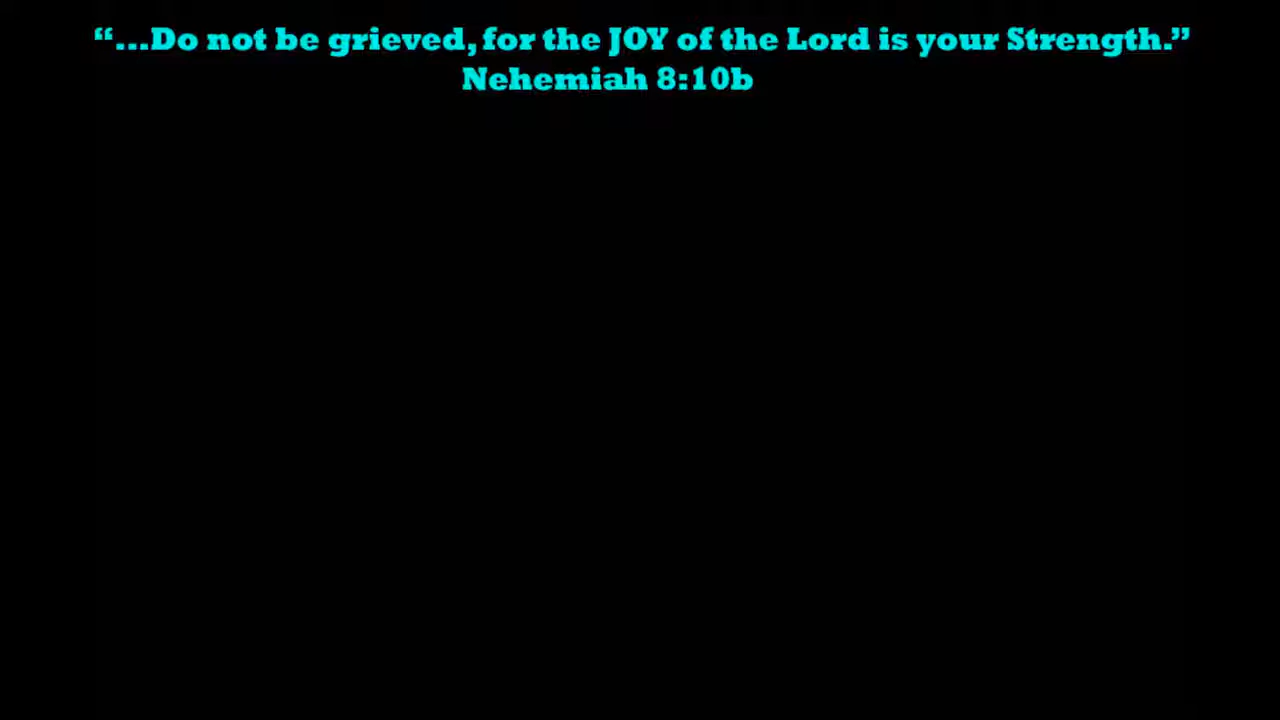 “...Do not be grieved, for the JOY of the Lord is your Strength.”
Nehemiah 8:10b